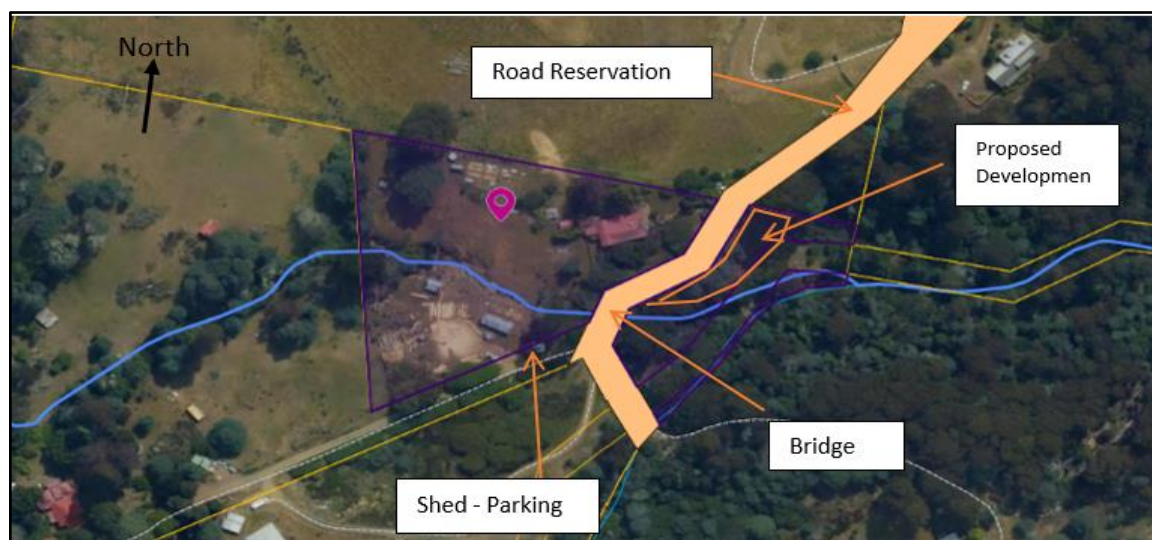 North
Road Reservation
Proposed
Developmen
Bridge
Shed - Parking